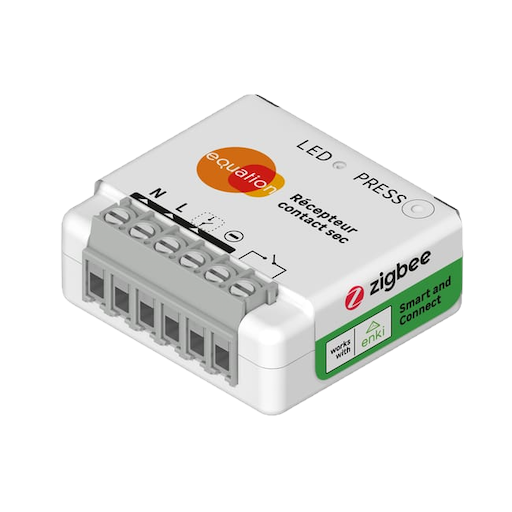 LED
PRESS
equation
Récepteur
contact sec
N
L
zigbee
works
with
enki
Smart and
Connect